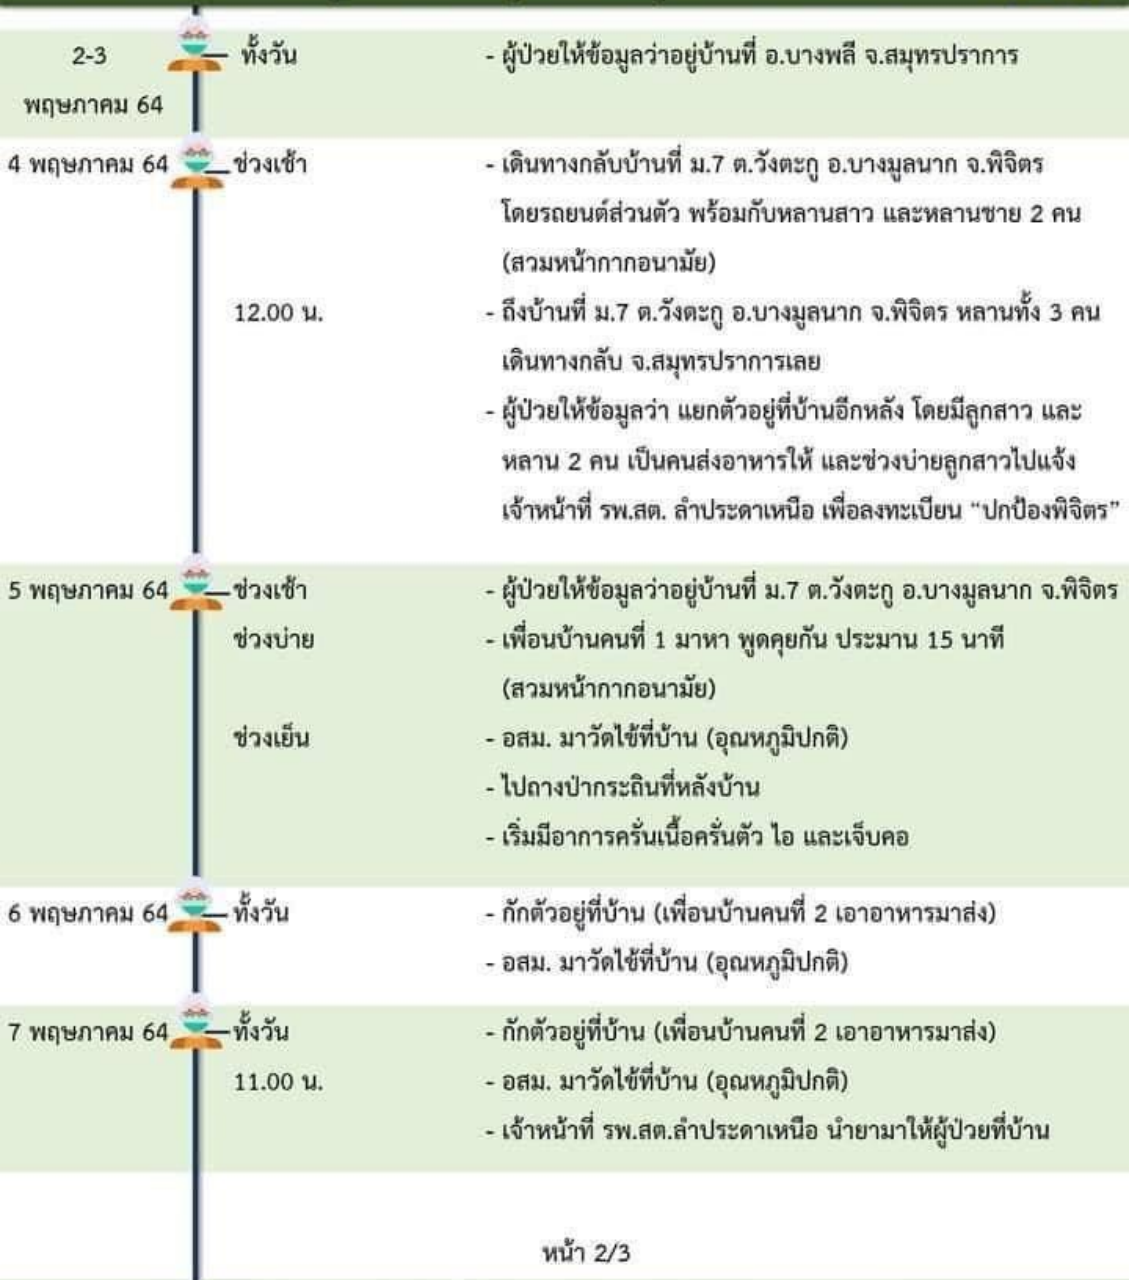 2-3 ทั้งวัน - ผู้ป่วยให้ข้อมูลว่าอยู่บ้านที่ อ.บางพลี จ.สมุทรปราการ
พฤษภาคม 64
4 พฤษภาคม 64 ช่วงเช้า - เดินทางกลับบ้านที่ ม.7 ต.วังตะกู อ.บางมูลนาก จ.พิจิตร
โดยรถยนต์ส่วนตัว พร้อมกับหลานสาว และหลานชาย 2 คน
(สวมหน้ากากอนามัย)
12.00 น. - ถึงบ้านที่ ม.7 ต.วังตะกู อ.บางมูลนาก จ.พิจิตร หลานทั้ง 3 คน
เดินทางกลับ จ.สมุทรปราการเลย
- ผู้ป่วยให้ข้อมูลว่า แยกตัวอยู่ที่บ้านอีกหลัง โดยมีลูกสาว และ
หลาน 2 คน เป็นคนส่งอาหารให้ และช่วงบ่ายลูกสาวไปแจ้ง
เจ้าหน้าที่ รพ.สต. ลำประดาเหนือ เพื่อลงทะเบียน “ปกป้องพิจิตร”
5 พฤษภาคม 64 ช่วงเช้า - ผู้ป่วยให้ข้อมูลว่าอยู่บ้านที่ ม.7 ต.วังตะกู อ.บางมูลนาก จ.พิจิตร
ช่วงบ่าย - เพื่อนบ้านคนที่ 1 มาหา พูดคุยกัน ประมาน 15 นาที
(สวมหน้ากากอนามัย)
ช่วงเย็น - อสม. มาวัดไข้ที่บ้าน (อุณหภูมิปกติ)
- ไปถางป่ากระถินที่หลังบ้าน
- เริ่มมีอาการครั่นเนื้อครั่นตัว ไอ และเจ็บคอ
6 พฤษภาคม 64 ทั้งวัน - กักตัวอยู่ที่บ้าน (เพื่อนบ้านคนที่ 2 เอาอาหารมาส่ง)
- อสม. มาวัดไข้ที่บ้าน (อุณหภูมิปกติ)
7 พฤษภาคม 64 ทั้งวัน - กักตัวอยู่ที่บ้าน (เพื่อนบ้านคนที่ 2 เอาอาหารมาส่ง)
11.00 น. - อสม. มาวัดไข้ที่บ้าน (อุณหภูมิปกติ)
- เจ้าหน้าที่ รพ.สต.ลำประดาเหนือ นำยามาให้ผู้ป่วยที่บ้าน
หน้า 2/3